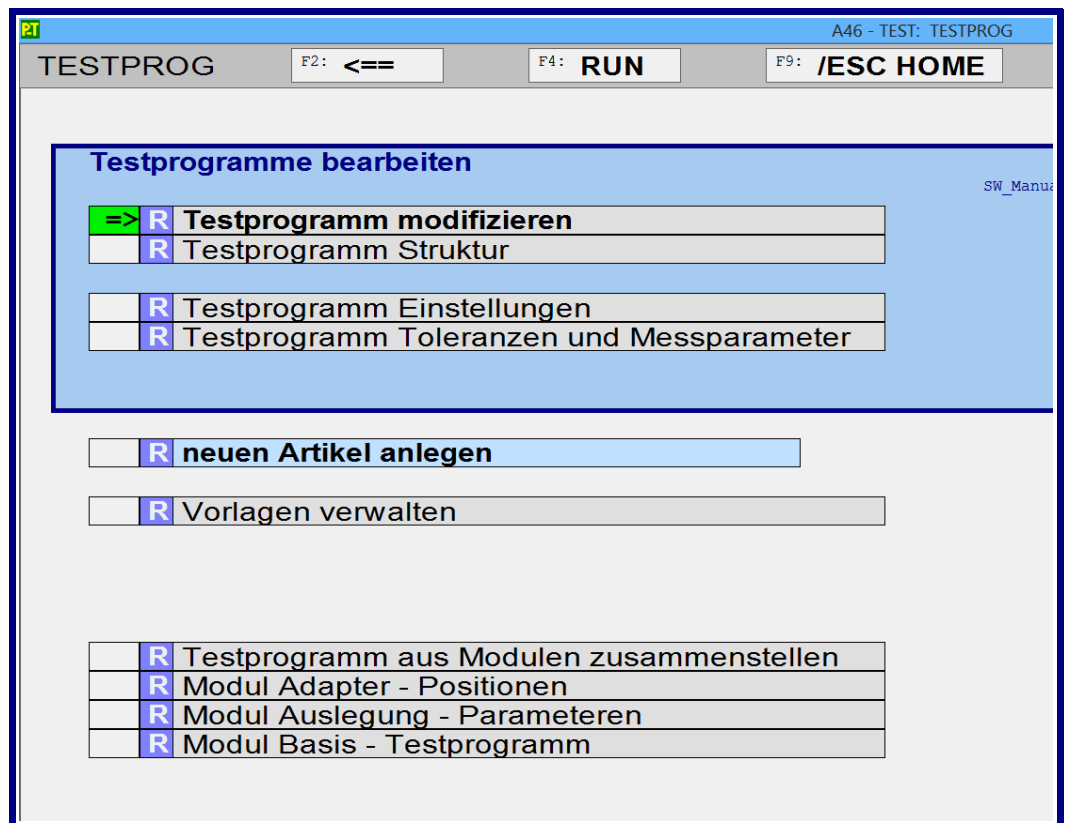 PT
A46 - TEST: TESTPROG
TESTPROG F2: <== F4: RUN F9: /ESC HOME
Testprogramme bearbeiten
SW_Manua
=> R Testprogramm modifizieren
R Testprogramm Struktur
R Testprogramm Einstellungen
R Testprogramm Toleranzen und Messparameter
R neuen Artikel anlegen
R Vorlagen verwalten
R Testprogramm aus Modulen zusammenstellen
R Modul Adapter - Positionen
R Modul Auslegung - Parameteren
R Modul Basis - Testprogramm